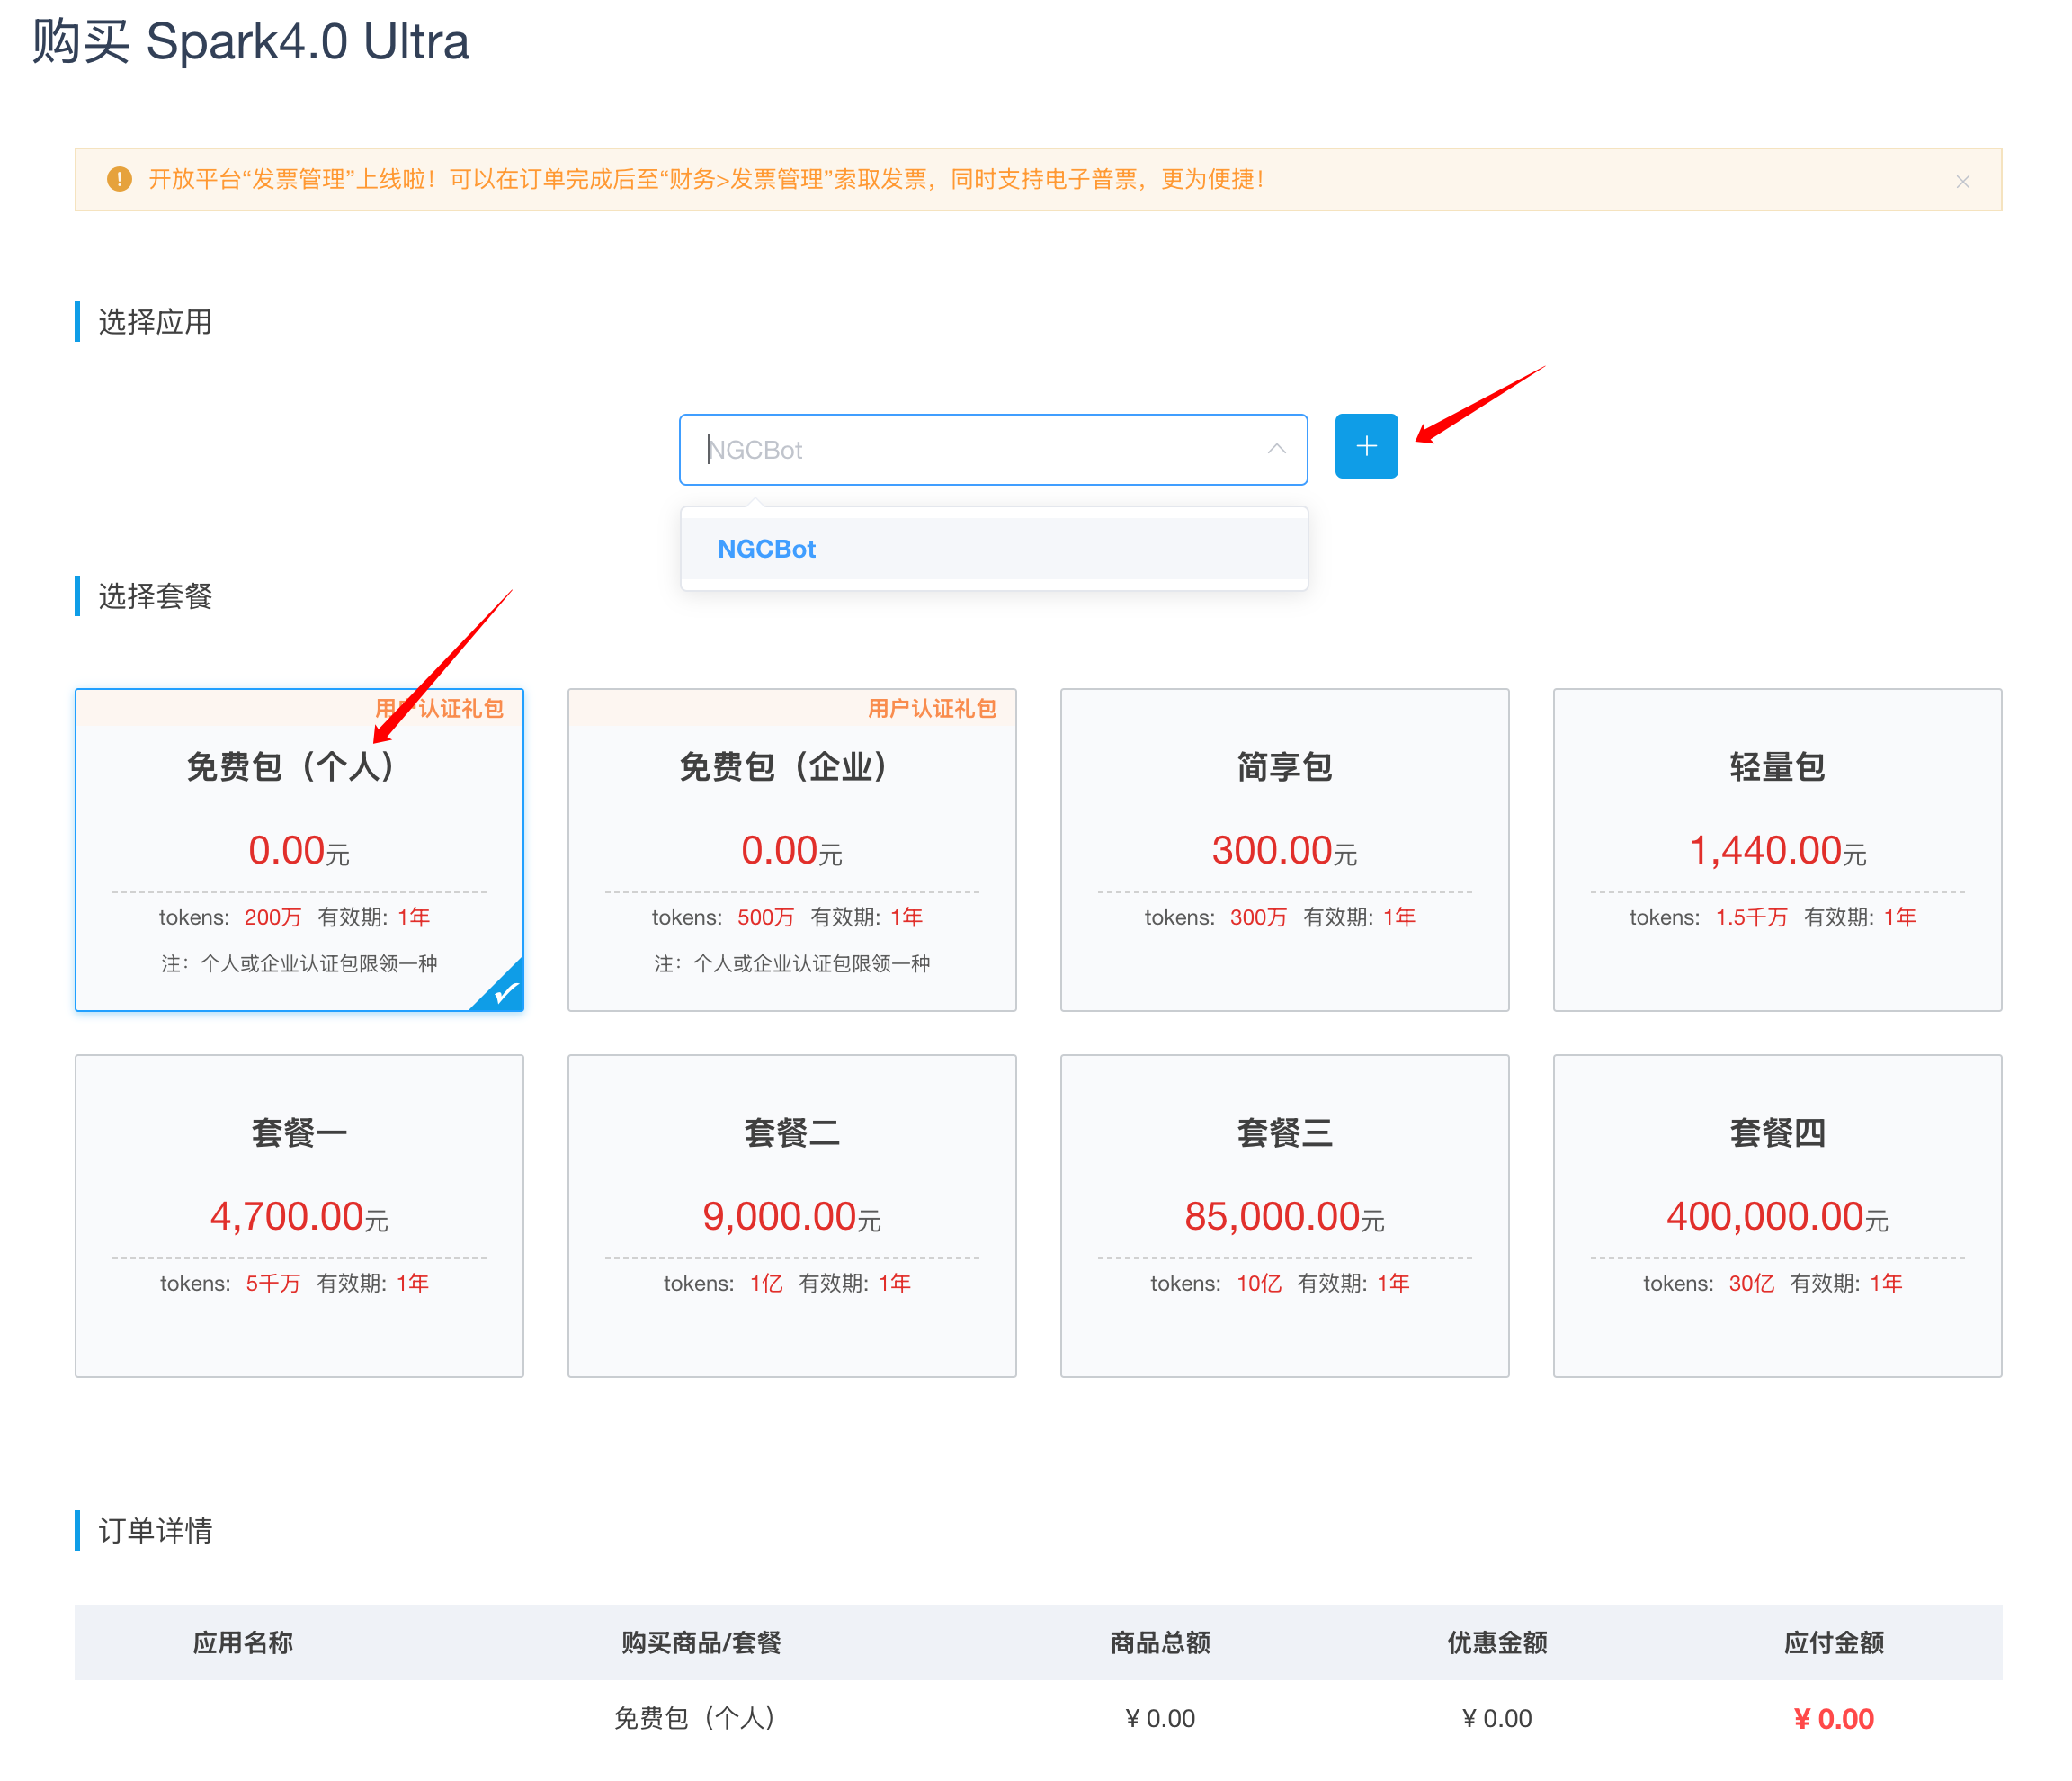 购买 Spark4.0 Ultra
开放平台“发票管理”上线啦！可以在订单完成后至“财务>发票管理”索取发票，同时支持电子普票，更为便捷！
选择应用
NGCBot
NGCBot
选择套餐
用户认证礼包
免费包（个人）
0.00元
tokens: 200万 有效期: 1年
注：个人或企业认证包限领一种
用户认证礼包
免费包（企业）
0.00元
tokens: 500万 有效期: 1年
注：个人或企业认证包限领一种
简享包
300.00元
tokens: 300万 有效期: 1年
轻量包
1,440.00元
tokens: 1.5千万 有效期: 1年
套餐一
4,700.00元
tokens: 5千万 有效期: 1年
套餐二
9,000.00元
tokens: 1亿 有效期: 1年
套餐三
85,000.00元
tokens: 10亿 有效期: 1年
套餐四
400,000.00元
tokens: 30亿 有效期: 1年
订单详情
应用名称 购买商品/套餐 商品总额 优惠金额 应付金额
免费包（个人） ¥ 0.00 ¥ 0.00 ¥ 0.00